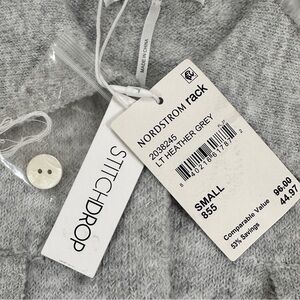 MADE IN CHINA
STITCHDROP
NORDSTROM rack
2038245
LT HEATHER GREY
SMALL
855
Comparable Value 96.00
53% Savings 44.97